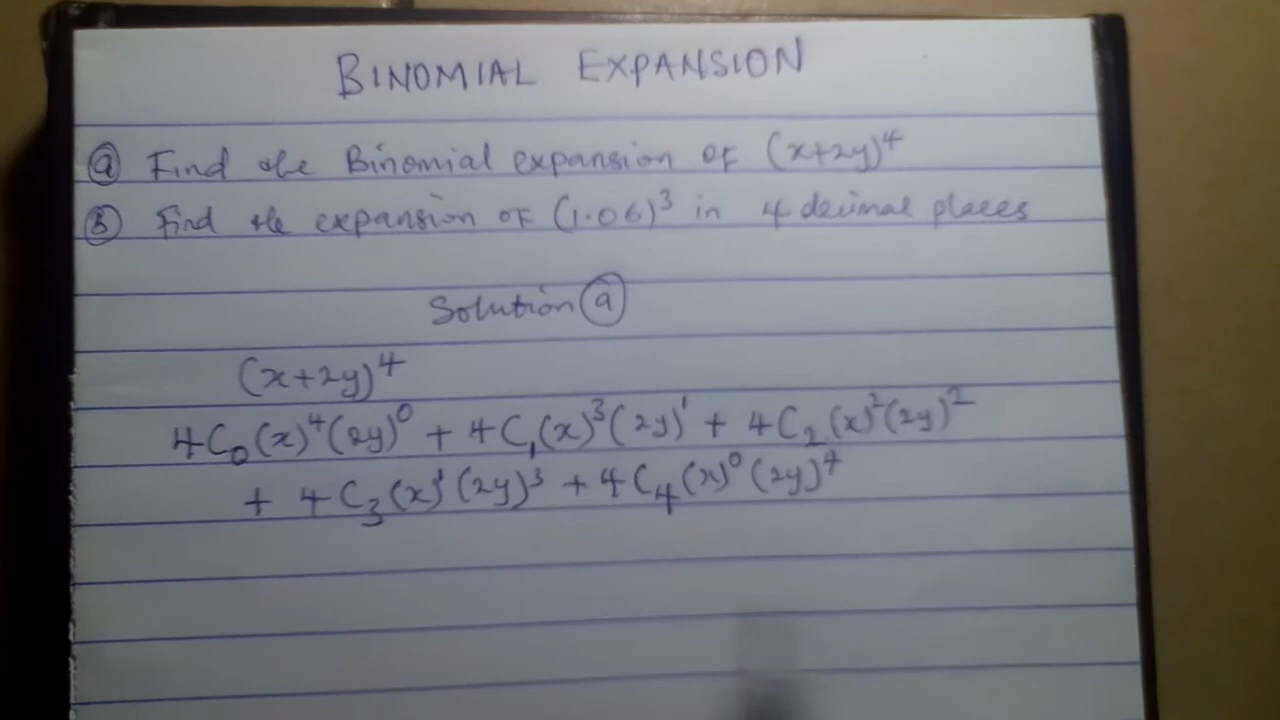 BINOMIAL EXPANSION
ⓐ Find the Binomial expansion of (x+2y)⁴
ⓑ Find the expansion of (1.06)³ in 4 decimal places
Solution ⓐ
(x+2y)⁴
4C₀(x)⁴(2y)⁰ + 4C₁(x)³(2y)¹ + 4C₂(x)²(2y)²
+ 4C₃(x)¹(2y)³ + 4C₄(x)⁰(2y)⁴